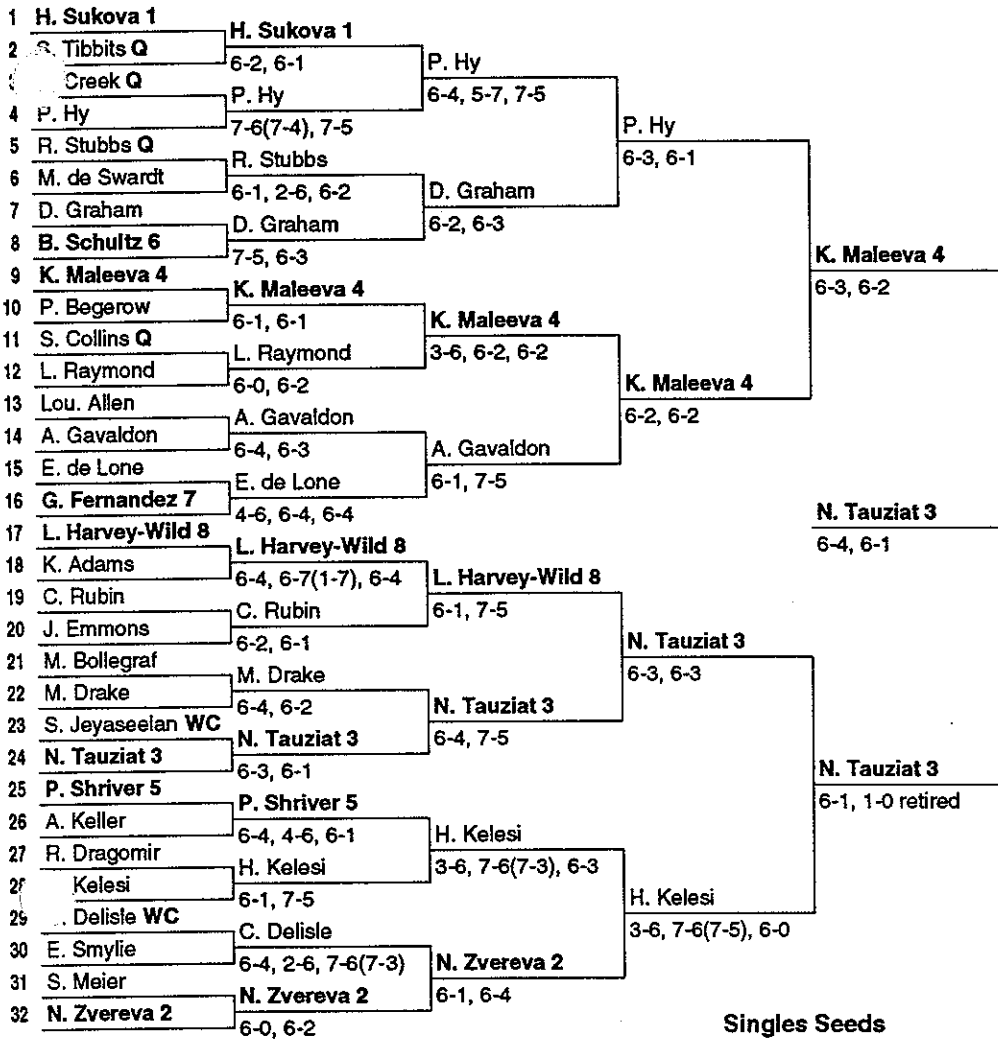 1 H. Sukova 1
2 S. Tibbits Q
Creek Q
4 P. Hy
5 R. Stubbs Q
6 M. de Swardt
7 D. Graham
8 B. Schultz 6
9 K. Maleeva 4
10 P. Begerow
11 S. Collins Q
12 L. Raymond
13 Lou. Allen
14 A. Gavaldon
15 E. de Lone
16 G. Fernandez 7
17 L. Harvey-Wild 8
18 K. Adams
19 C. Rubin
20 J. Emmons
21 M. Bollegraf
22 M. Drake
23 S. Jeyaseelan WC
24 N. Tauziat 3
25 P. Shriver 5
26 A. Keller
27 R. Dragomir
Kelesi
29 . Delisle WC
30 E. Smylie
31 S. Meier
32 N. Zvereva 2
H. Sukova 1
6-2, 6-1
P. Hy
7-6(7-4), 7-5
R. Stubbs
6-1, 2-6, 6-2
D. Graham
7-5, 6-3
K. Maleeva 4
6-1, 6-1
L. Raymond
6-0, 6-2
A. Gavaldon
6-4, 6-3
E. de Lone
4-6, 6-4, 6-4
L. Harvey-Wild 8
6-4, 6-7(1-7), 6-4
C. Rubin
6-2, 6-1
M. Drake
6-4, 6-2
N. Tauziat 3
6-3, 6-1
P. Shriver 5
6-4, 4-6, 6-1
H. Kelesi
6-1, 7-5
C. Delisle
6-4, 2-6, 7-6(7-3)
N. Zvereva 2
6-0, 6-2
P. Hy
6-4, 5-7, 7-5
D. Graham
6-2, 6-3
K. Maleeva 4
3-6, 6-2, 6-2
A. Gavaldon
6-1, 7-5
L. Harvey-Wild 8
6-1, 7-5
N. Tauziat 3
6-4, 7-5
H. Kelesi
3-6, 7-6(7-3), 6-3
N. Zvereva 2
6-1, 6-4
P. Hy
6-3, 6-1
K. Maleeva 4
6-2, 6-2
N. Tauziat 3
6-3, 6-3
H. Kelesi
3-6, 7-6(7-5), 6-0
K. Maleeva 4
6-3, 6-2
N. Tauziat 3
6-1, 1-0 retired
N. Tauziat 3
6-4, 6-1
Singles Seeds